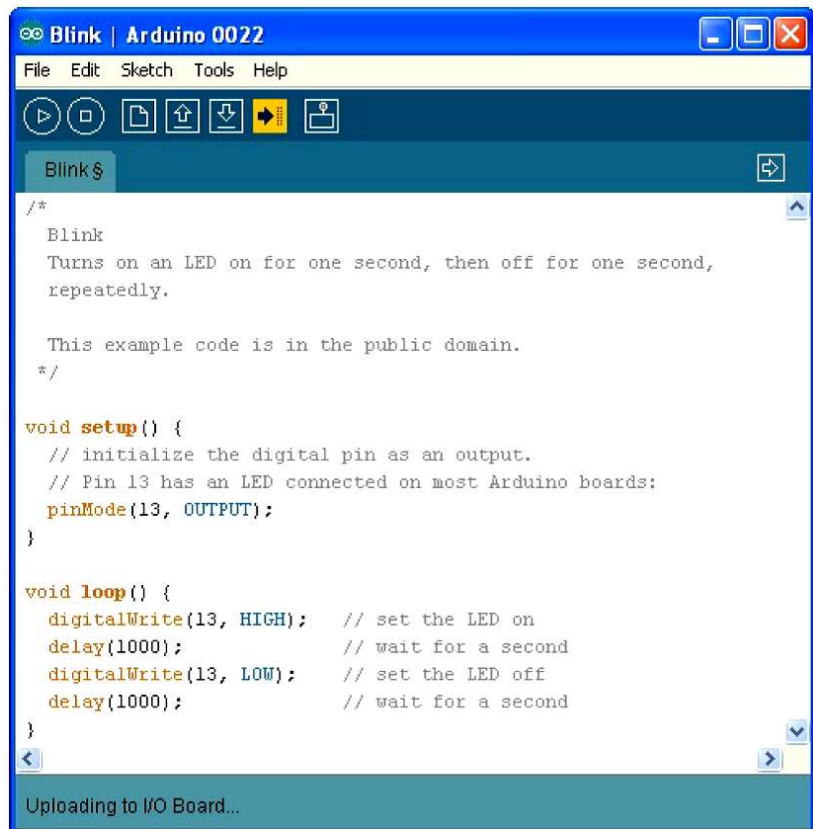 Blink | Arduino 0022
File Edit Sketch Tools Help
Blink §
/*
  Blink
  Turns on an LED on for one second, then off for one second,
  repeatedly.

  This example code is in the public domain.
 */

void setup() {
  // initialize the digital pin as an output.
  // Pin 13 has an LED connected on most Arduino boards:
  pinMode(13, OUTPUT);
}

void loop() {
  digitalWrite(13, HIGH);   // set the LED on
  delay(1000);              // wait for a second
  digitalWrite(13, LOW);    // set the LED off
  delay(1000);              // wait for a second
}
Uploading to I/O Board...